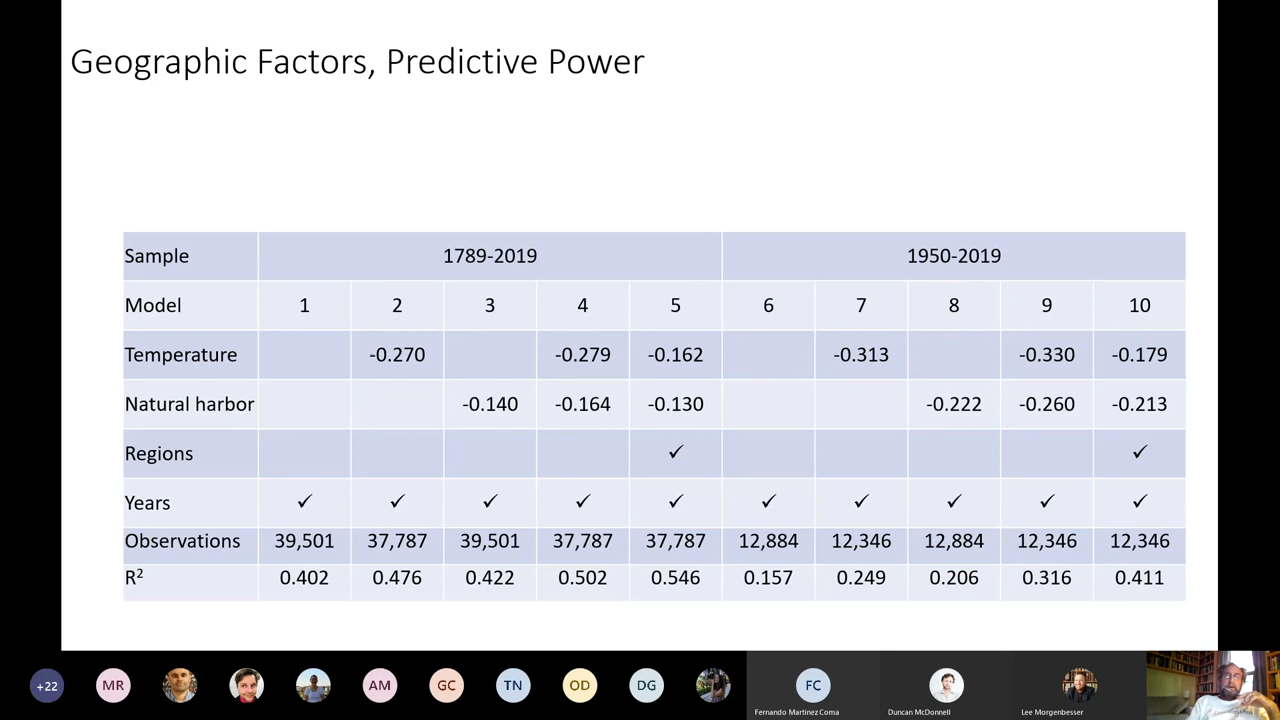 Geographic Factors, Predictive Power
Sample 1789-2019 1950-2019
Model 1 2 3 4 5 6 7 8 9 10
Temperature -0.270 -0.279 -0.162 -0.313 -0.330 -0.179
Natural harbor -0.140 -0.164 -0.130 -0.222 -0.260 -0.213
Regions ✓ ✓
Years ✓ ✓ ✓ ✓ ✓ ✓ ✓ ✓ ✓ ✓
Observations 39,501 37,787 39,501 37,787 37,787 12,884 12,346 12,884 12,346 12,346
R² 0.402 0.476 0.422 0.502 0.546 0.157 0.249 0.206 0.316 0.411
+22 MR AM GC TN OD DG FC
Fernando Martinez Coma Duncan McDonnell Lee Morgenbesser